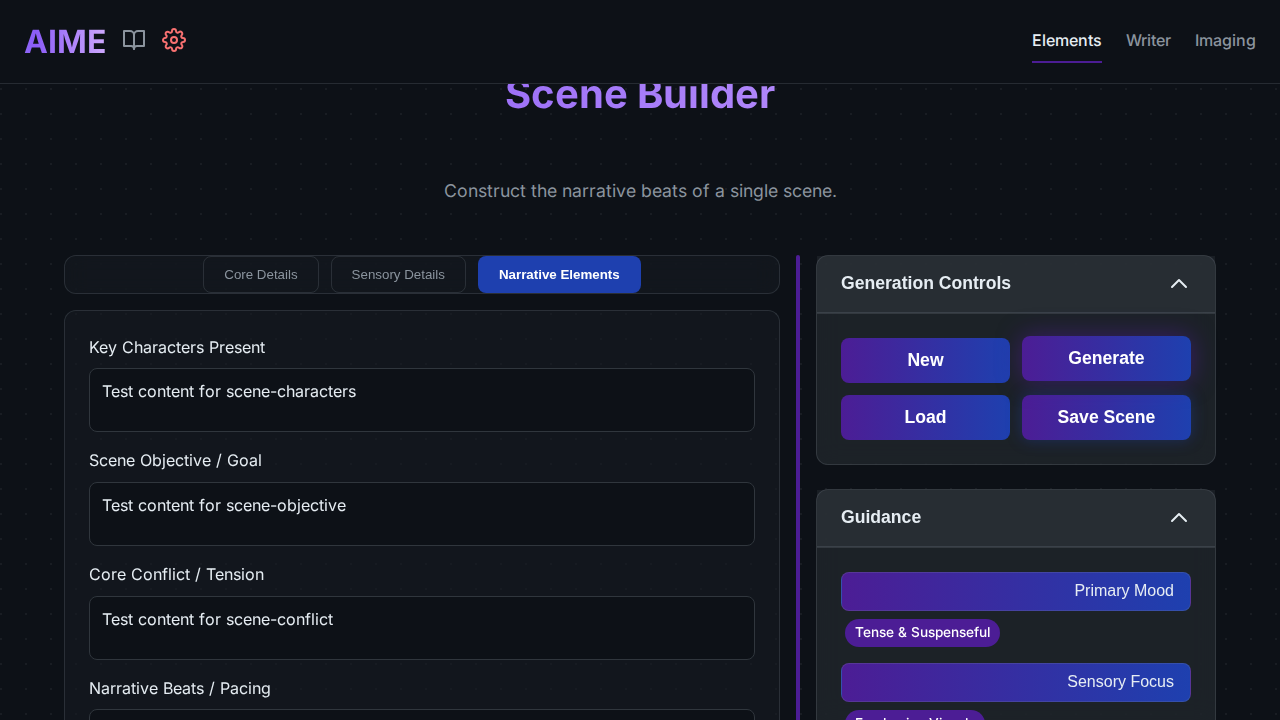 AIME
Elements
Writer
Imaging
Scene Builder
Construct the narrative beats of a single scene.
Core Details
Sensory Details
Narrative Elements
Key Characters Present
Test content for scene-characters
Scene Objective / Goal
Test content for scene-objective
Core Conflict / Tension
Test content for scene-conflict
Narrative Beats / Pacing
Generation Controls
New
Generate
Load
Save Scene
Guidance
Primary Mood
Tense & Suspenseful
Sensory Focus